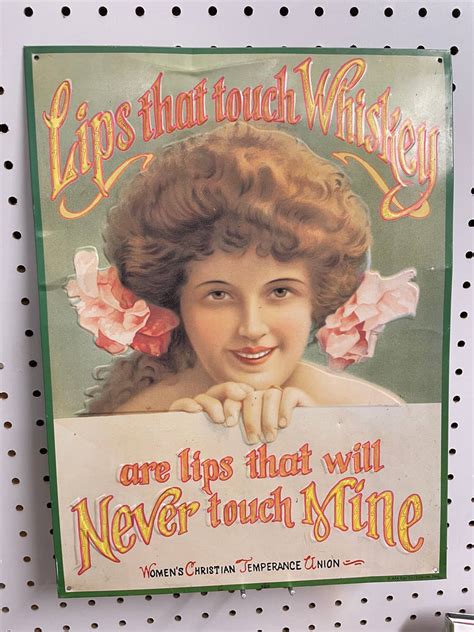 Lips that touch Whiskey
are lips that will
Never touch Mine
WOMEN'S CHRISTIAN TEMPERANCE UNION